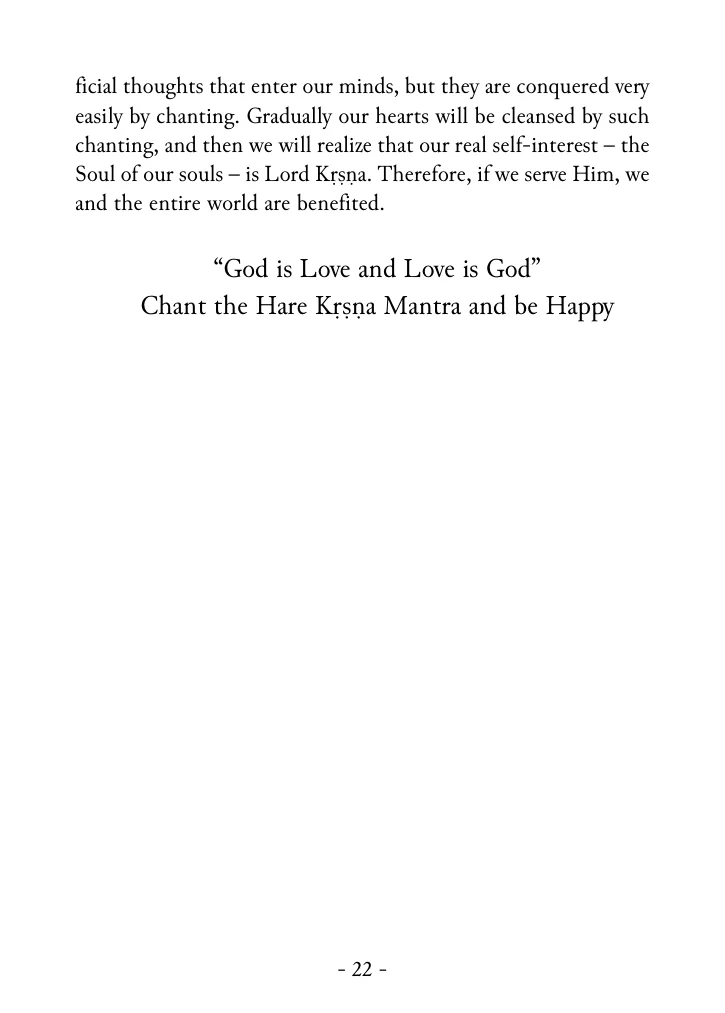 ficial thoughts that enter our minds, but they are conquered very
easily by chanting. Gradually our hearts will be cleansed by such
chanting, and then we will realize that our real self-interest – the
Soul of our souls – is Lord Kṛṣṇa. Therefore, if we serve Him, we
and the entire world are benefited.
“God is Love and Love is God”
Chant the Hare Kṛṣṇa Mantra and be Happy
- 22 -